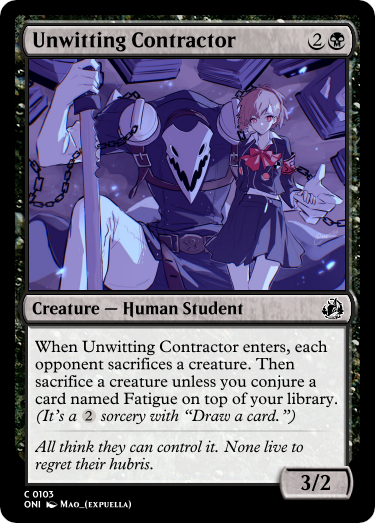 Unwitting Contractor 2
Creature — Human Student
When Unwitting Contractor enters, each
opponent sacrifices a creature. Then
sacrifice a creature unless you conjure a
card named Fatigue on top of your library.
(It's a 2 sorcery with “Draw a card.”)
All think they can control it. None live to
regret their hubris.
3/2
C 0103
ONI Mao_(expuella)